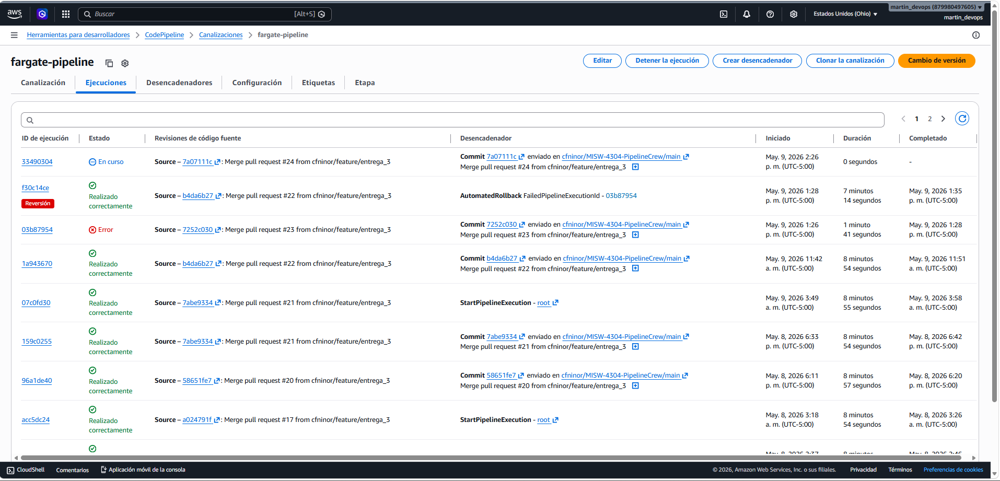 aws
Buscar [Alt+S]
Estados Unidos (Ohio)
martin_devops (879980497605)
martin_devops
Herramientas para desarrolladores > CodePipeline > Canalizaciones > fargate-pipeline
fargate-pipeline
Editar
Detener la ejecución
Crear desencadenador
Clonar la canalización
Cambio de versión
Canalización
Ejecuciones
Desencadenadores
Configuración
Etiquetas
Etapa
1 2
ID de ejecución
Estado
Revisiones de código fuente
Desencadenador
Iniciado
Duración
Completado
33490304
En curso
Source – 7a07111c : Merge pull request #24 from cfninor/feature/entrega_3
Commit 7a07111c enviado en cfninor/MISW-4304-PipelineCrew/main
Merge pull request #24 from cfninor/feature/entrega_3
May. 9, 2026 2:26
p. m. (UTC-5:00)
0 segundos
-
f30c14ce
Reversión
Realizado
correctamente
Source – b4da6b27 : Merge pull request #22 from cfninor/feature/entrega_3
AutomatedRollback FailedPipelineExecutionId - 03b87954
May. 9, 2026 1:28
p. m. (UTC-5:00)
7 minutos
14 segundos
May. 9, 2026 1:35
p. m. (UTC-5:00)
03b87954
Error
Source – 7252c030 : Merge pull request #23 from cfninor/feature/entrega_3
Commit 7252c030 enviado en cfninor/MISW-4304-PipelineCrew/main
Merge pull request #23 from cfninor/feature/entrega_3
May. 9, 2026 1:26
p. m. (UTC-5:00)
1 minuto
41 segundos
May. 9, 2026 1:28
p. m. (UTC-5:00)
1a943670
Realizado
correctamente
Source – b4da6b27 : Merge pull request #22 from cfninor/feature/entrega_3
Commit b4da6b27 enviado en cfninor/MISW-4304-PipelineCrew/main
Merge pull request #22 from cfninor/feature/entrega_3
May. 9, 2026 11:42
a. m. (UTC-5:00)
8 minutos
54 segundos
May. 9, 2026 11:51
a. m. (UTC-5:00)
07c0fd30
Realizado
correctamente
Source – 7abe9334 : Merge pull request #21 from cfninor/feature/entrega_3
StartPipelineExecution - root
May. 9, 2026 3:49
a. m. (UTC-5:00)
8 minutos
55 segundos
May. 9, 2026 3:58
a. m. (UTC-5:00)
159c0255
Realizado
correctamente
Source – 7abe9334 : Merge pull request #21 from cfninor/feature/entrega_3
Commit 7abe9334 enviado en cfninor/MISW-4304-PipelineCrew/main
Merge pull request #21 from cfninor/feature/entrega_3
May. 8, 2026 6:33
p. m. (UTC-5:00)
8 minutos
54 segundos
May. 8, 2026 6:42
p. m. (UTC-5:00)
96a1de40
Realizado
correctamente
Source – 58651fe7 : Merge pull request #20 from cfninor/feature/entrega_3
Commit 58651fe7 enviado en cfninor/MISW-4304-PipelineCrew/main
Merge pull request #20 from cfninor/feature/entrega_3
May. 8, 2026 6:11
p. m. (UTC-5:00)
8 minutos
57 segundos
May. 8, 2026 6:20
p. m. (UTC-5:00)
acc5dc24
Realizado
correctamente
Source – a024791f : Merge pull request #17 from cfninor/feature/entrega_3
StartPipelineExecution - root
May. 8, 2026 3:18
a. m. (UTC-5:00)
8 minutos
54 segundos
May. 8, 2026 3:26
a. m. (UTC-5:00)
CloudShell
Comentarios
Aplicación móvil de la consola
© 2026, Amazon Web Services, Inc. o sus filiales.
Privacidad
Términos
Preferencias de cookies